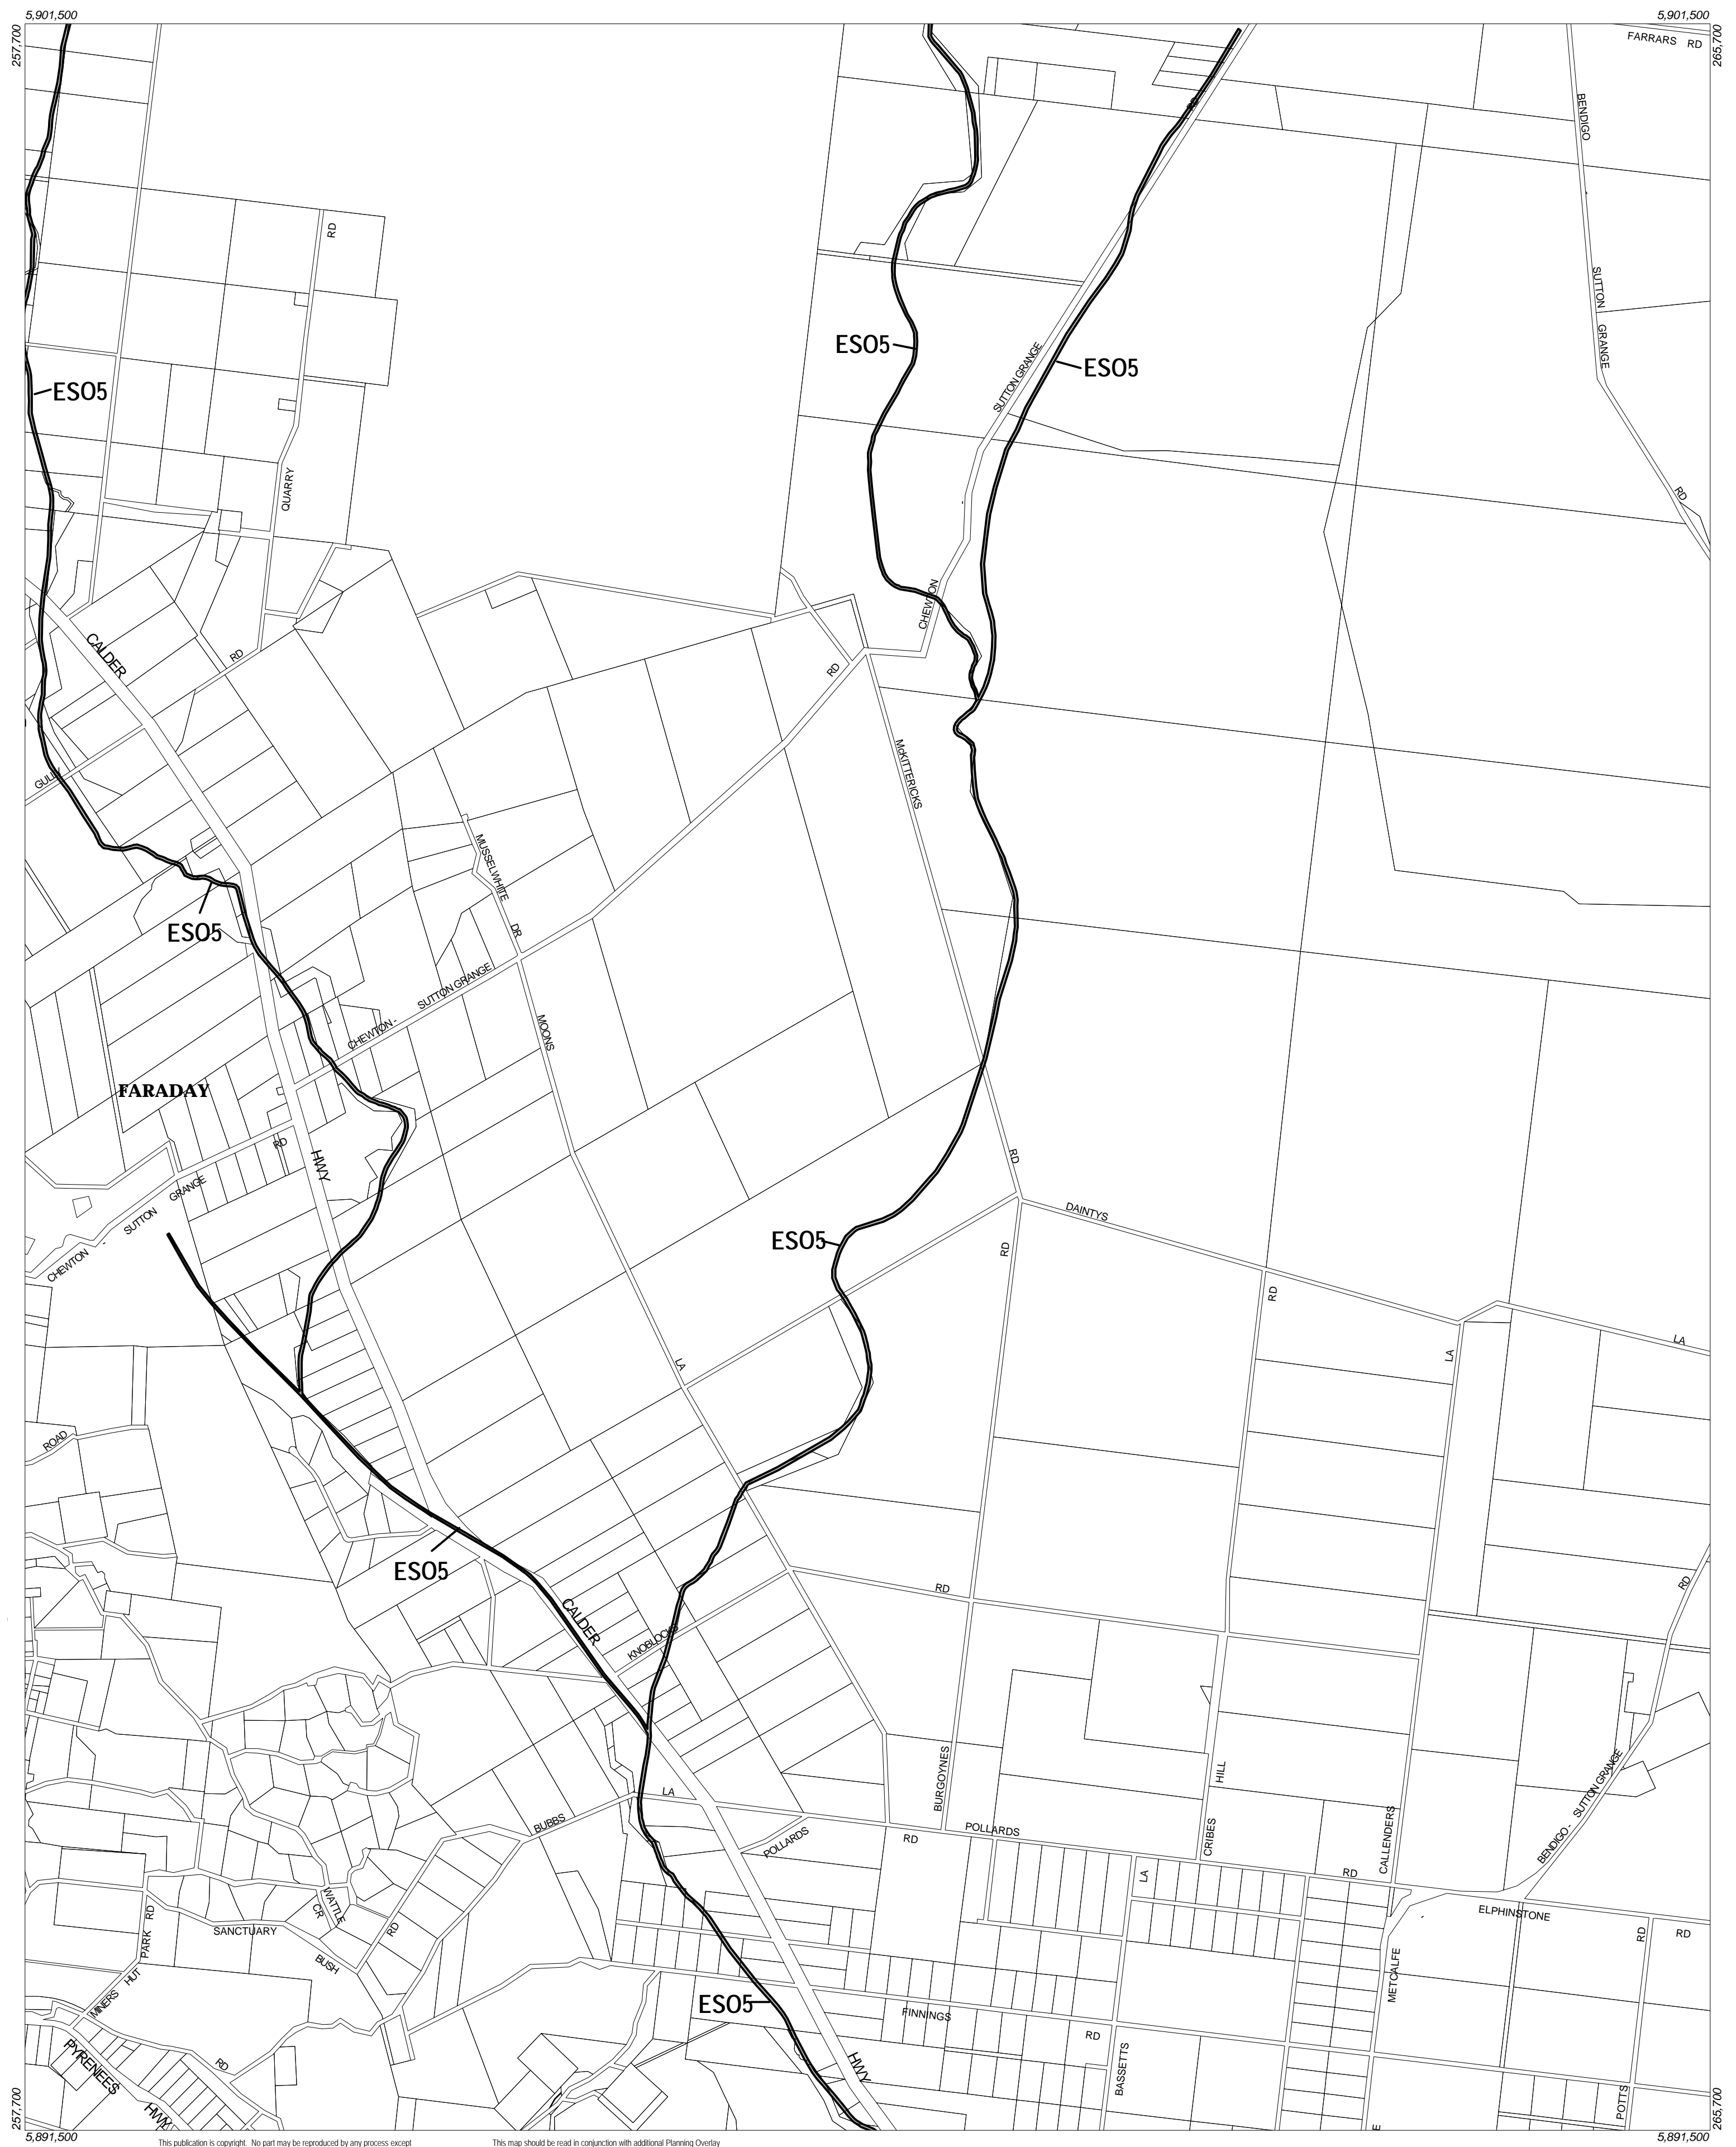 5,901,500
5,901,500
257,700
265,700
FARRARS RD
BENDIGO
SUTTON
GRANGE
RD
RD
RD
QUARRY
ESO5
ESO5
ESO5
SUTTON GRANGE
CHEWTON
CALDER
RD
GULLY
RD
McKITTERICKS
MUSSELWHITE
DR
ESO5
SUTTON GRANGE
CHEWTON -
MOONS
FARADAY
RD
HWY
GRANGE
SUTTON
-
CHEWTON
RD
DAINTYS
ESO5
RD
RD
LA
LA
LA
ROAD
ESO5
CALDER
KNOBLOCKS
RD
RD
BURGOYNES
HILL
CRIBES
CALLENDERS
BENDIGO - SUTTON GRANGE
LA
BUBBS
POLLARDS
RD
POLLARDS
LA
RD
WATTLE
CR
SANCTUARY
RD
BUSH
PARK RD
HUT
MINERS
ELPHINSTONE
RD
RD
METCALFE
ESO5
FINNINGS
RD
BASSETTS
HWY
RD
PYRENEES
HWY
POTTS
E
257,700
265,700
5,891,500
5,891,500
This publication is copyright. No part may be reproduced by any process except
This map should be read in conjunction with additional Planning Overlay